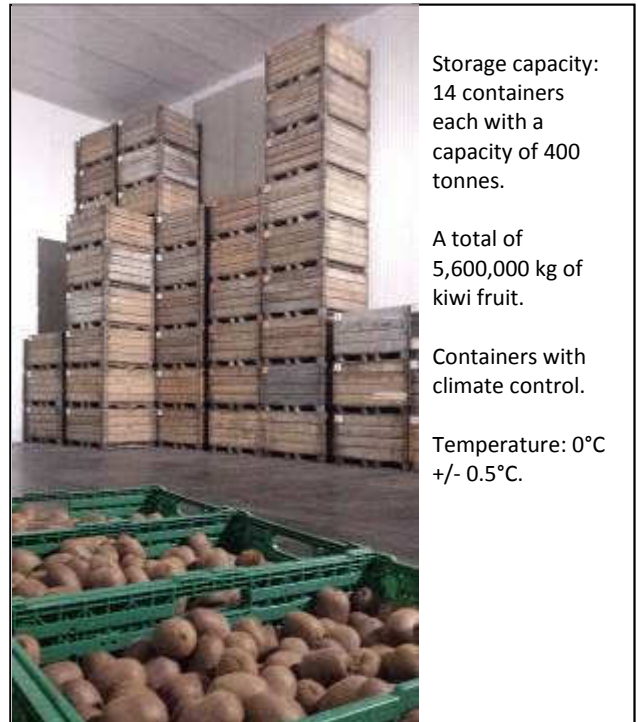 Storage capacity:
14 containers
each with a
capacity of 400
tonnes.
A total of
5,600,000 kg of
kiwi fruit.
Containers with
climate control.
Temperature: 0°C
+/- 0.5°C.